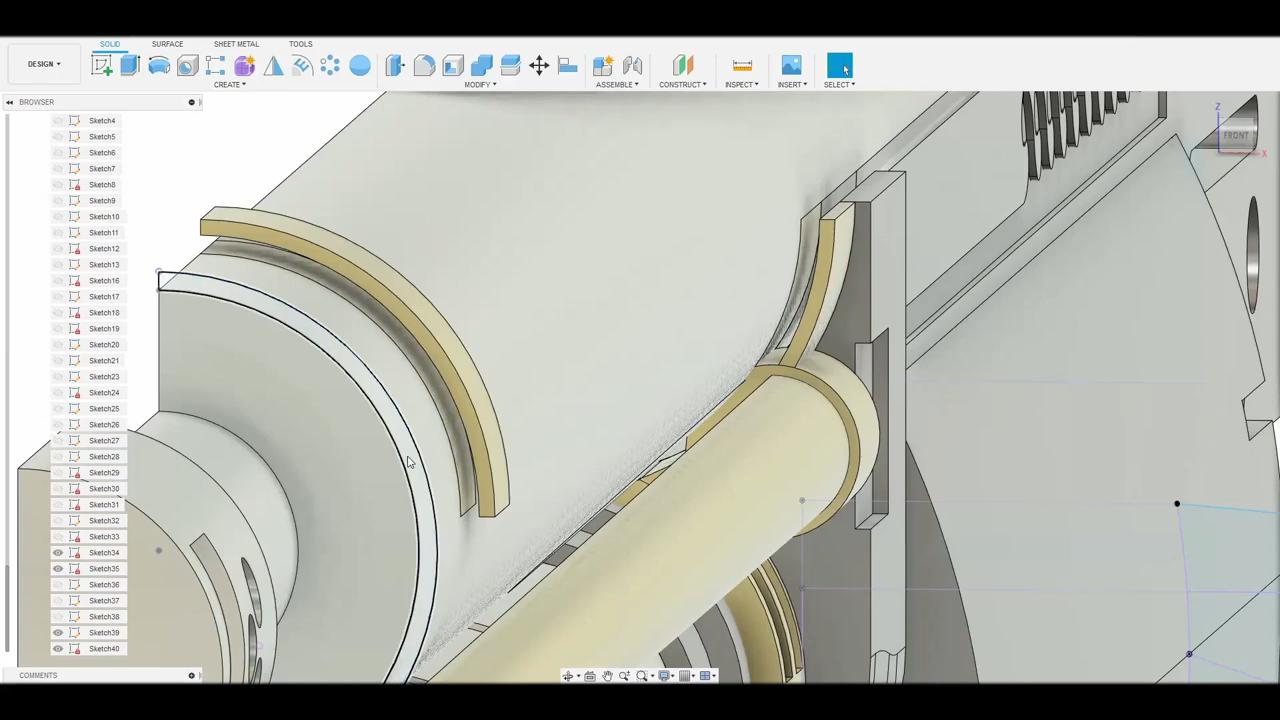 SOLID SURFACE SHEET METAL TOOLS
DESIGN
CREATE MODIFY ASSEMBLE CONSTRUCT INSPECT INSERT SELECT
BROWSER
Sketch4
Sketch5
Sketch6
Sketch7
Sketch8
Sketch9
Sketch10
Sketch11
Sketch12
Sketch13
Sketch16
Sketch17
Sketch18
Sketch19
Sketch20
Sketch21
Sketch23
Sketch24
Sketch25
Sketch26
Sketch27
Sketch28
Sketch29
Sketch30
Sketch31
Sketch32
Sketch33
Sketch34
Sketch35
Sketch36
Sketch37
Sketch38
Sketch39
Sketch40
COMMENTS
Z
FRONT
X